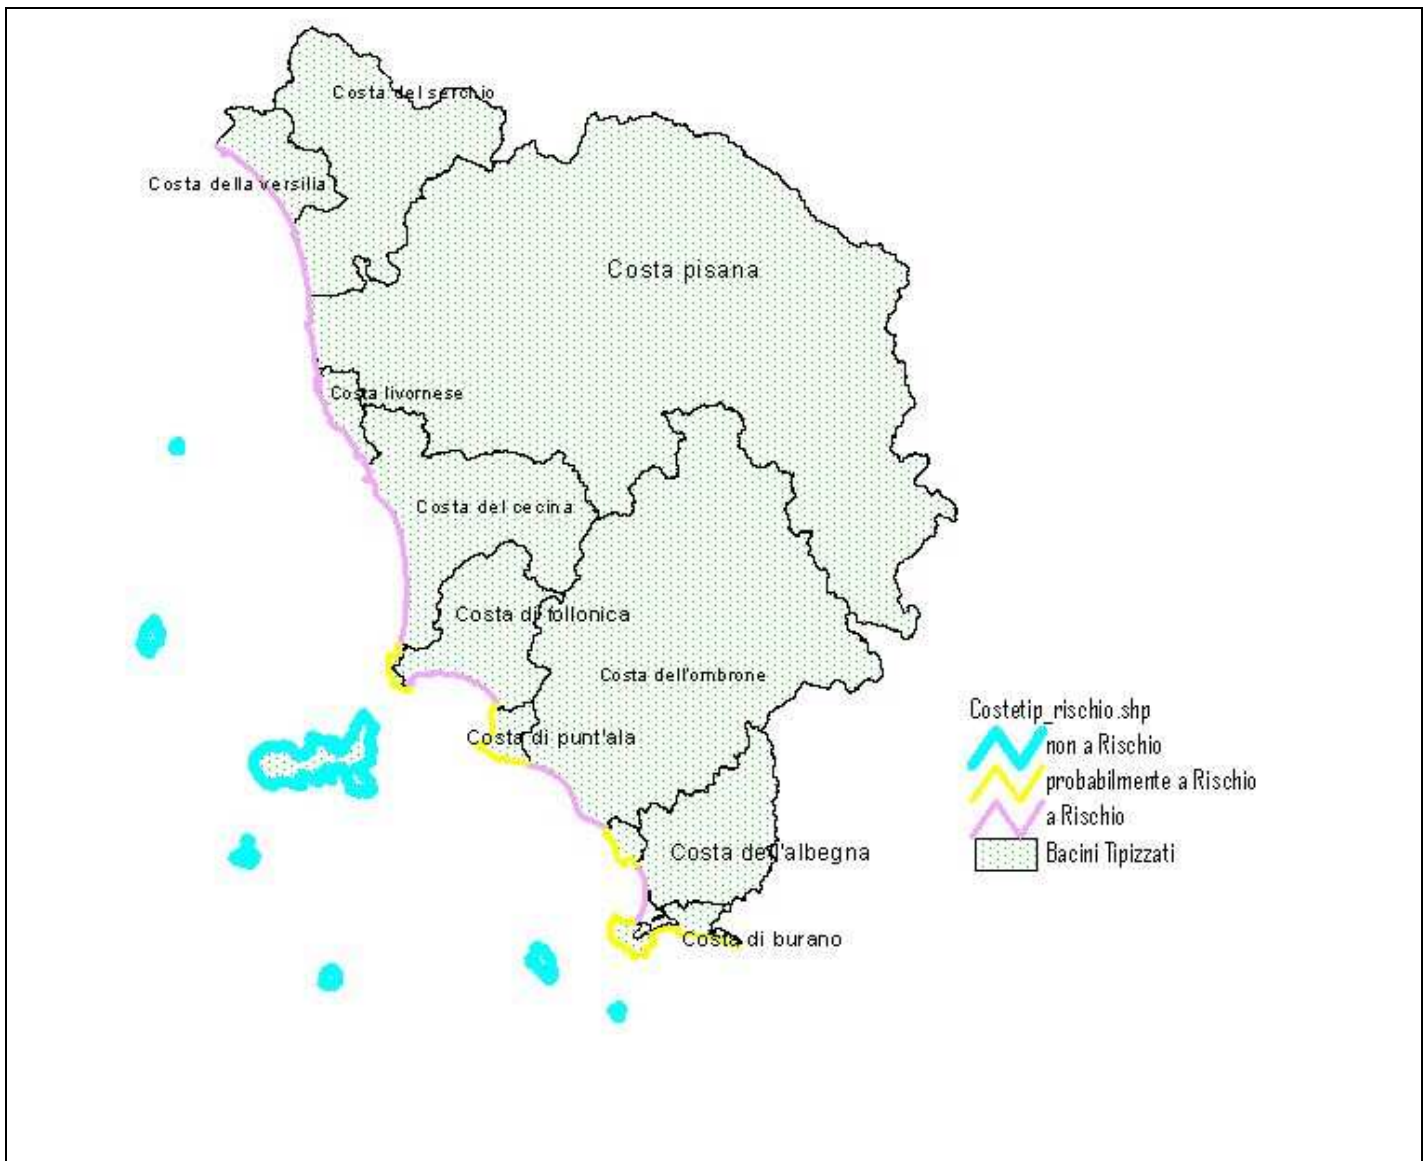 Costa del serchio
Costa della versilia
Costa pisana
Costa livornese
Costa del cecina
Costa di follonica
Costa dell'ombrone
Costa di punt'ala
Costa dell'albegna
Costa di burano
Costetip_rischio.shp
non a Rischio
probabilmente a Rischio
a Rischio
Bacini Tipizzati